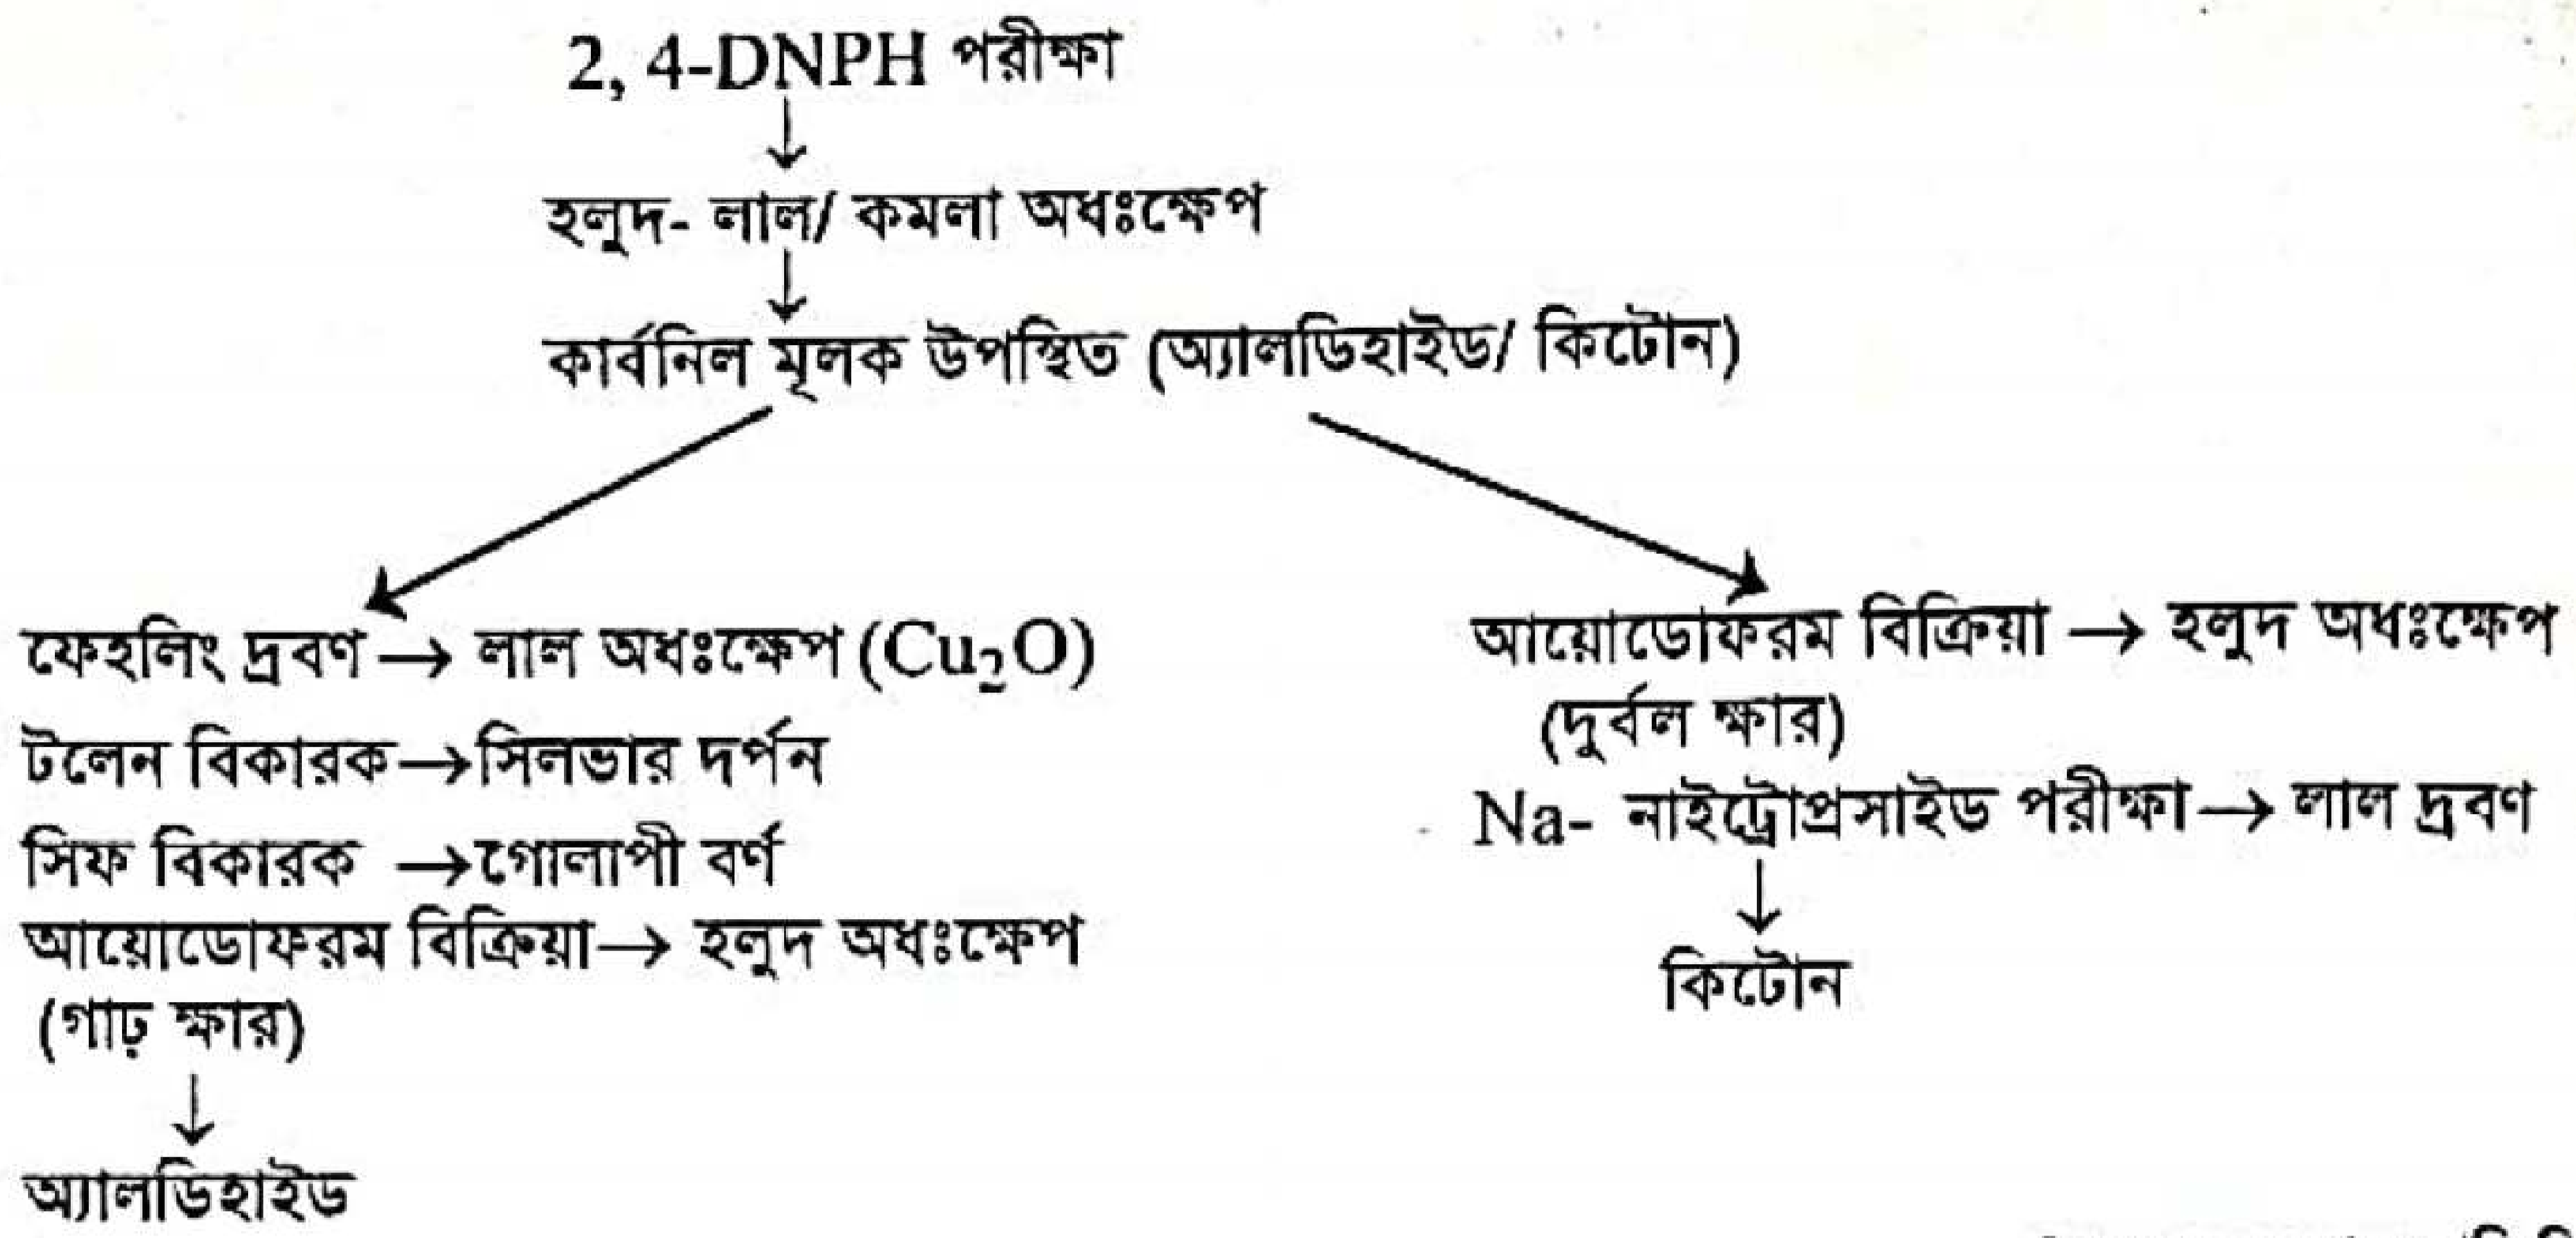 2, 4-DNPH পরীক্ষা
↓
হলুদ- লাল/ কমলা অধঃক্ষেপ
↓
কার্বনিল মূলক উপস্থিত (অ্যালডিহাইড/ কিটোন)
ফেহলিং দ্রবণ → লাল অধঃক্ষেপ (Cu₂O)
টলেন বিকারক → সিলভার দর্পন
সিফ বিকারক → গোলাপী বর্ণ
আয়োডোফরম বিক্রিয়া → হলুদ অধঃক্ষেপ
(গাঢ় ক্ষার)
↓
অ্যালডিহাইড
আয়োডোফরম বিক্রিয়া → হলুদ অধঃক্ষেপ
(দুর্বল ক্ষার)
Na- নাইট্রোপ্রসাইড পরীক্ষা → লাল দ্রবণ
↓
কিটোন